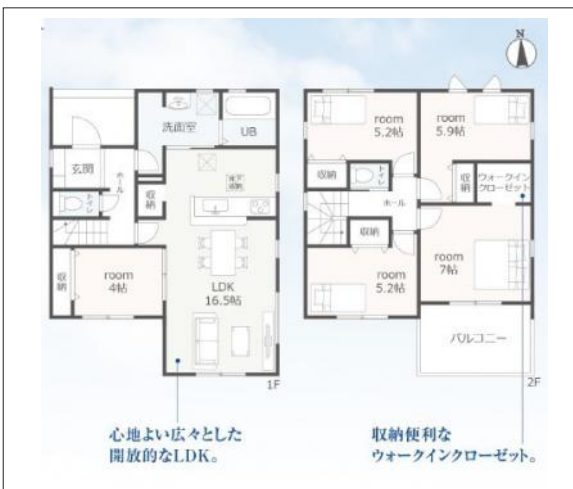 N
洗面室
UB
玄関
ホール
トイレ
収納
床下
収納
LDK
16.5帖
room
4帖
収納
1F
room
5.2帖
room
5.9帖
収納
トイレ
収納
ウォークイン
クローゼット
ホール
収納
room
5.2帖
room
7帖
バルコニー
2F
心地よい広々とした
開放的なLDK。
収納便利な
ウォークインクローゼット。